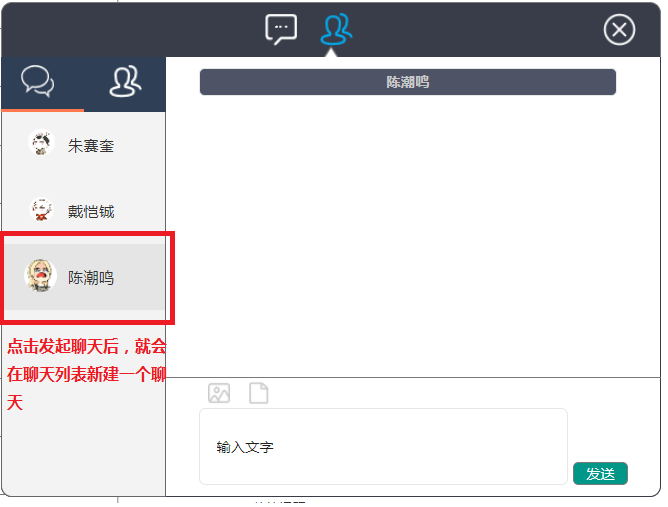 陈潮鸣
朱赛奎
戴恺铖
陈潮鸣
点击发起聊天后，就会
在聊天列表新建一个聊
天
输入文字
发送